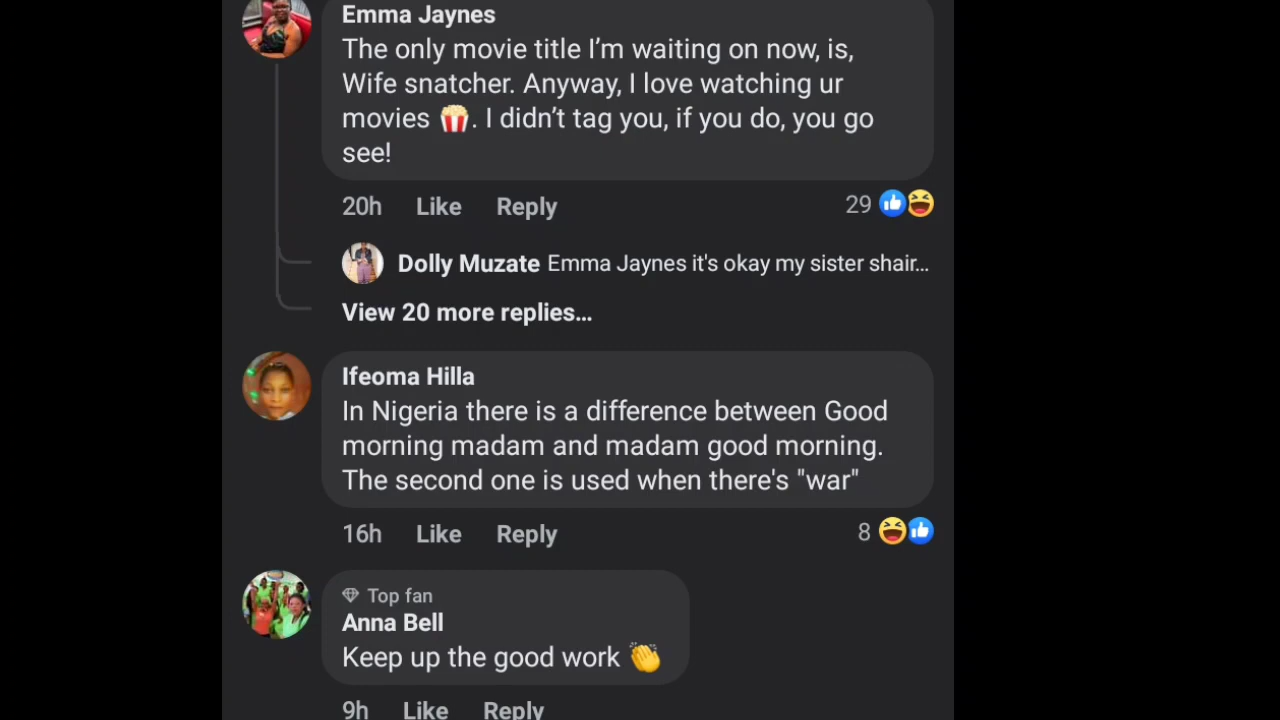 Emma Jaynes
The only movie title I’m waiting on now, is,
Wife snatcher. Anyway, I love watching ur
movies 🍿. I didn’t tag you, if you do, you go
see!
20h Like Reply 29
Dolly Muzate Emma Jaynes it's okay my sister shair...
View 20 more replies...
Ifeoma Hilla
In Nigeria there is a difference between Good
morning madam and madam good morning.
The second one is used when there's "war"
16h Like Reply 8
Top fan
Anna Bell
Keep up the good work 👏
9h Like Reply